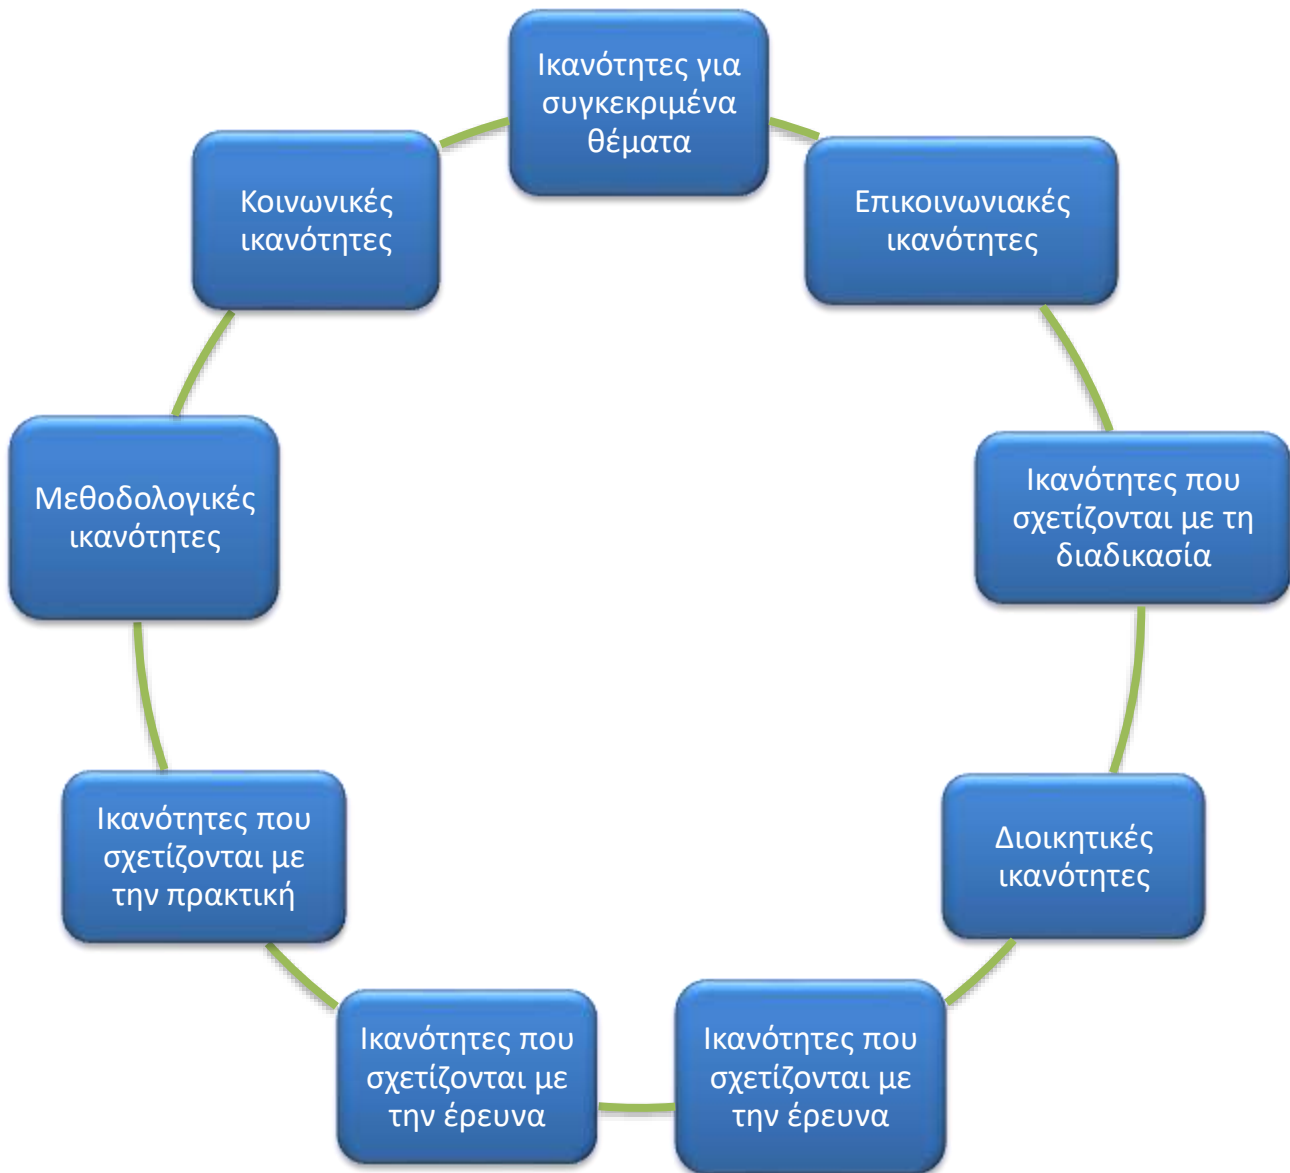 Ικανότητες για
συγκεκριμένα
θέματα
Επικοινωνιακές
ικανότητες
Ικανότητες που
σχετίζονται με τη
διαδικασία
Διοικητικές
ικανότητες
Ικανότητες που
σχετίζονται με
την έρευνα
Ικανότητες που
σχετίζονται με
την έρευνα
Ικανότητες που
σχετίζονται με
την πρακτική
Μεθοδολογικές
ικανότητες
Κοινωνικές
ικανότητες